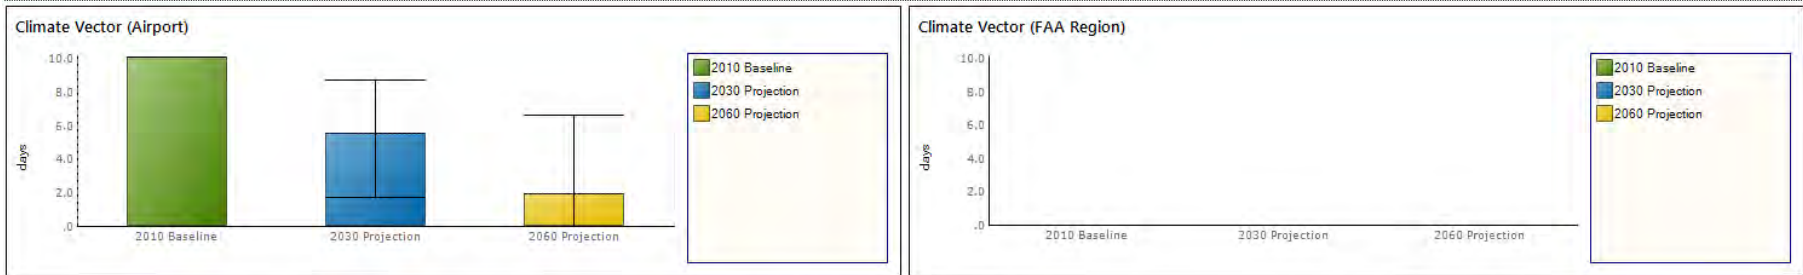 Climate Vector (Airport)
10.0
8.0
6.0
4.0
2.0
.0
days
2010 Baseline
2030 Projection
2060 Projection
2010 Baseline
2030 Projection
2060 Projection
Climate Vector (FAA Region)
10.0
8.0
6.0
4.0
2.0
.0
days
2010 Baseline
2030 Projection
2060 Projection
2010 Baseline
2030 Projection
2060 Projection